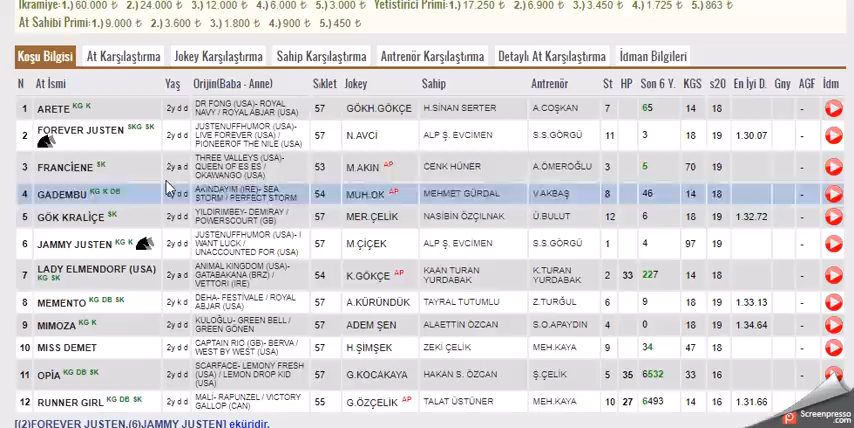 İkramiye: 1.) 60.000 ₺ 2.) 24.000 ₺ 3.) 12.000 ₺ 4.) 6.000 ₺ 5.) 3.000 ₺ Yetiştirici Primi: 1.) 17.250 ₺ 2.) 6.900 ₺ 3.) 3.450 ₺ 4.) 1.725 ₺ 5.) 863 ₺
At Sahibi Primi: 1.) 9.000 ₺ 2.) 3.600 ₺ 3.) 1.800 ₺ 4.) 900 ₺ 5.) 450 ₺
Koşu Bilgisi At Karşılaştırma Jokey Karşılaştırma Sahip Karşılaştırma Antrenör Karşılaştırma Detaylı At Karşılaştırma İdman Bilgileri
N At İsmi Yaş Orijin(Baba - Anne) Sıklet Jokey Sahip Antrenör St HP Son 6 Y. KGS s20 En İyi D. Gny AGF İdm
1 ARETE KG K 2y d d DR FONG (USA)- ROYAL NAVY / ROYAL ABJAR (USA) 57 GÖKH.GÖKÇE H.SİNAN SERTER A.COŞKAN 7 65 14 18 -
2 FOREVER JUSTEN SKG SK 2y d d JUSTENUFFHUMOR (USA)- LIVE FOREVER (USA) / PIONEEROF THE NILE (USA) 57 N.AVCİ ALP Ş. EVCİMEN S.S.GÖRGÜ 11 3 18 19 1.30.07 -
3 FRANCİENE SK 2y a d THREE VALLEYS (USA)- QUEEN OF ES ES / OKAWANGO (USA) 53 M.AKIN AP CENK HÜNER A.ÖMEROĞLU 3 5 70 19 -
4 GADEMBU KG K DB d d AKINDAYIM (IRE)- SEA STORM / PERFECT STORM 54 MUH.OK AP MEHMET GÜRDAL V.AKBAŞ 8 46 14 18 -
5 GÖK KRALİÇE SK 2y d d YILDIRIMBEY- DEMIRAY / POWERSCOURT (GB) 57 MER.ÇELİK NASİBİN ÖZÇILNAK Ü.BULUT 12 6 18 19 1.32.72 -
6 JAMMY JUSTEN KG K 2y d d JUSTENUFFHUMOR (USA)- I WANT LUCK / UNACCOUNTED FOR (USA) 57 M.ÇİÇEK ALP Ş. EVCİMEN S.S.GÖRGÜ 1 4 97 19 -
7 LADY ELMENDORF (USA) KG SK 2y a d ANIMAL KINGDOM (USA)- GATABAKANA (BRZ) / VETTORI (IRE) 54 K.GÖKÇE AP KAAN TURAN YURDABAK K.TURAN YURDABAK 2 33 227 14 18 -
8 MEMENTO KG DB SK 2y k d DEHA- FESTİVALE / ROYAL ABJAR (USA) 57 A.KÜRÜNDÜK TAYRAL TUTUMLU Z.TURĞUL 6 9 18 19 1.33.13 -
9 MIMOZA KG K 2y d d KULOĞLU- GREEN BELL / GREEN GÖNEN 57 ADEM ŞEN ALAETTİN ÖZCAN S.O.APAYDIN 4 0 18 19 1.34.64 -
10 MISS DEMET 2y d d CAPTAIN RIO (GB)- BERVA / WEST BY WEST (USA) 57 H.ŞİMŞEK ZEKİ ÇELİK MEH.KAYA 9 34 47 18 -
11 OPİA KG DB SK 2y d d SCARFACE- LEMONY FRESH (USA) / LEMON DROP KID (USA) 57 G.KOCAKAYA HAKAN S. ÖZCAN Ş.ÇELİK 5 35 6532 33 16 -
12 RUNNER GIRL KG DB SK 2y d d MALİ- RAPUNZEL / VICTORY GALLOP (CAN) 55 G.ÖZÇELİK AP TALAT ÜSTÜNER MEH.KAYA 10 27 6493 14 16 1.31.66 -
[(2)FOREVER JUSTEN,(6)JAMMY JUSTEN] eküridir.
Screenpresso
.com